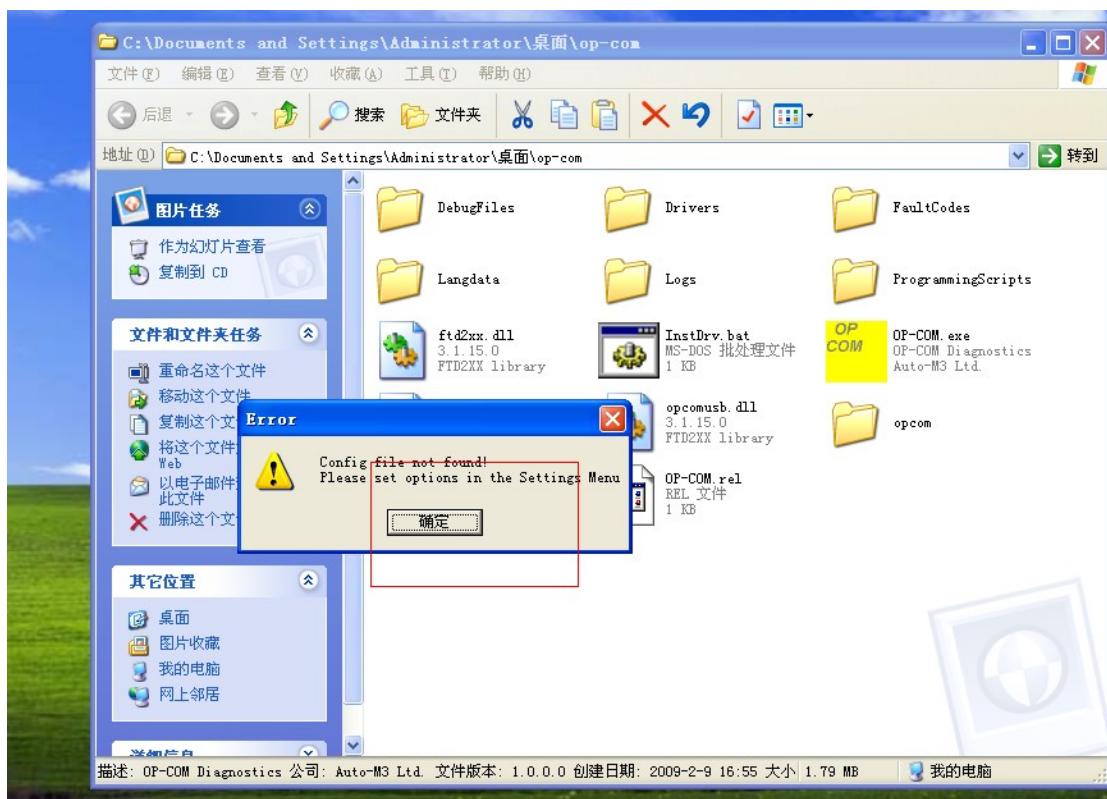 C:\Documents and Settings\Administrator\桌面\op-com
文件(F) 编辑(E) 查看(V) 收藏(A) 工具(T) 帮助(H)
后退 搜索 文件夹
地址(D) C:\Documents and Settings\Administrator\桌面\op-com 转到
图片任务
作为幻灯片查看
复制到 CD
文件和文件夹任务
重命名这个文件
移动这个文件
复制这个文
将这个文件
Web
以电子邮件
此文件
删除这个文
其它位置
桌面
图片收藏
我的电脑
网上邻居
详细信息
DebugFiles
Drivers
FaultCodes
Langdata
Logs
ProgrammingScripts
ftd2xx.dll
3.1.15.0
FTD2XX library
InstDrv.bat
MS-DOS 批处理文件
1 KB
OP
COM
OP-COM.exe
OP-COM Diagnostics
Auto-M3 Ltd.
opcomusb.dll
3.1.15.0
FTD2XX library
opcom
OP-COM.rel
REL 文件
1 KB
Error
Config file not found!
Please set options in the Settings Menu
确定
描述: OP-COM Diagnostics 公司: Auto-M3 Ltd. 文件版本: 1.0.0.0 创建日期: 2009-2-9 16:55 大小 1.79 MB 我的电脑